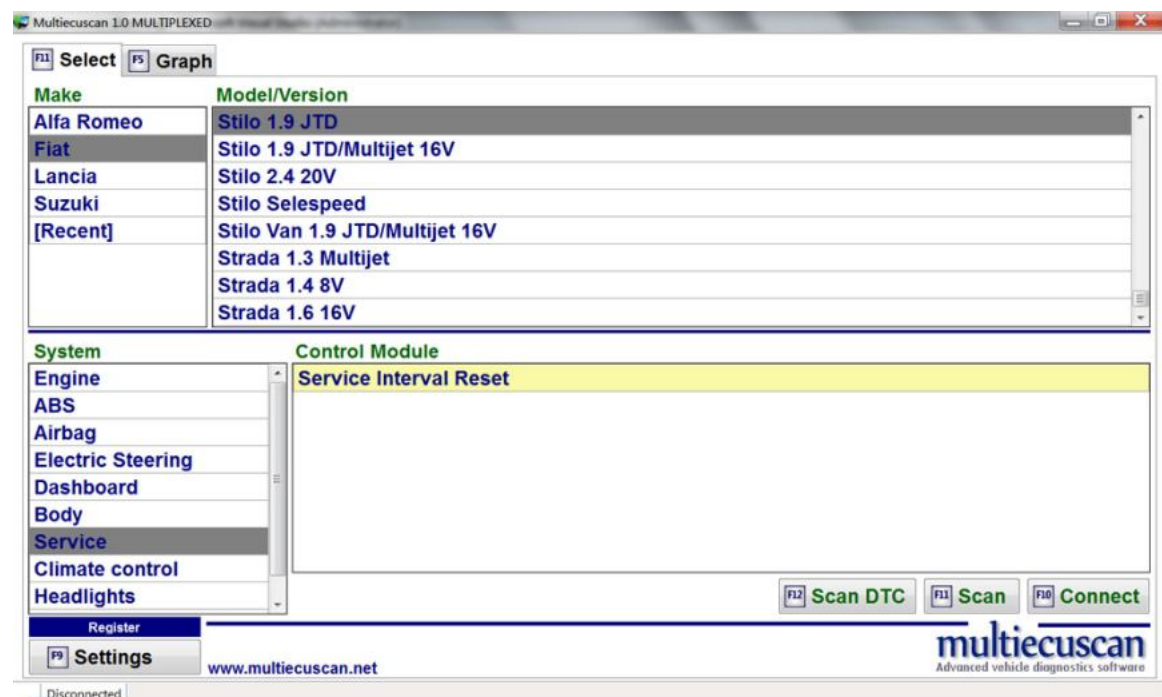 Multiecuscan 1.0 MULTIPLEXED
F11 Select F5 Graph
Make Model/Version
Alfa Romeo Stilo 1.9 JTD
Fiat Stilo 1.9 JTD/Multijet 16V
Lancia Stilo 2.4 20V
Suzuki Stilo Selespeed
[Recent] Stilo Van 1.9 JTD/Multijet 16V
Strada 1.3 Multijet
Strada 1.4 8V
Strada 1.6 16V
System Control Module
Engine Service Interval Reset
ABS
Airbag
Electric Steering
Dashboard
Body
Service
Climate control
Headlights F12 Scan DTC F11 Scan F10 Connect
Register
F9 Settings www.multiecuscan.net multiecuscan
Advanced vehicle diagnostics software
Disconnected